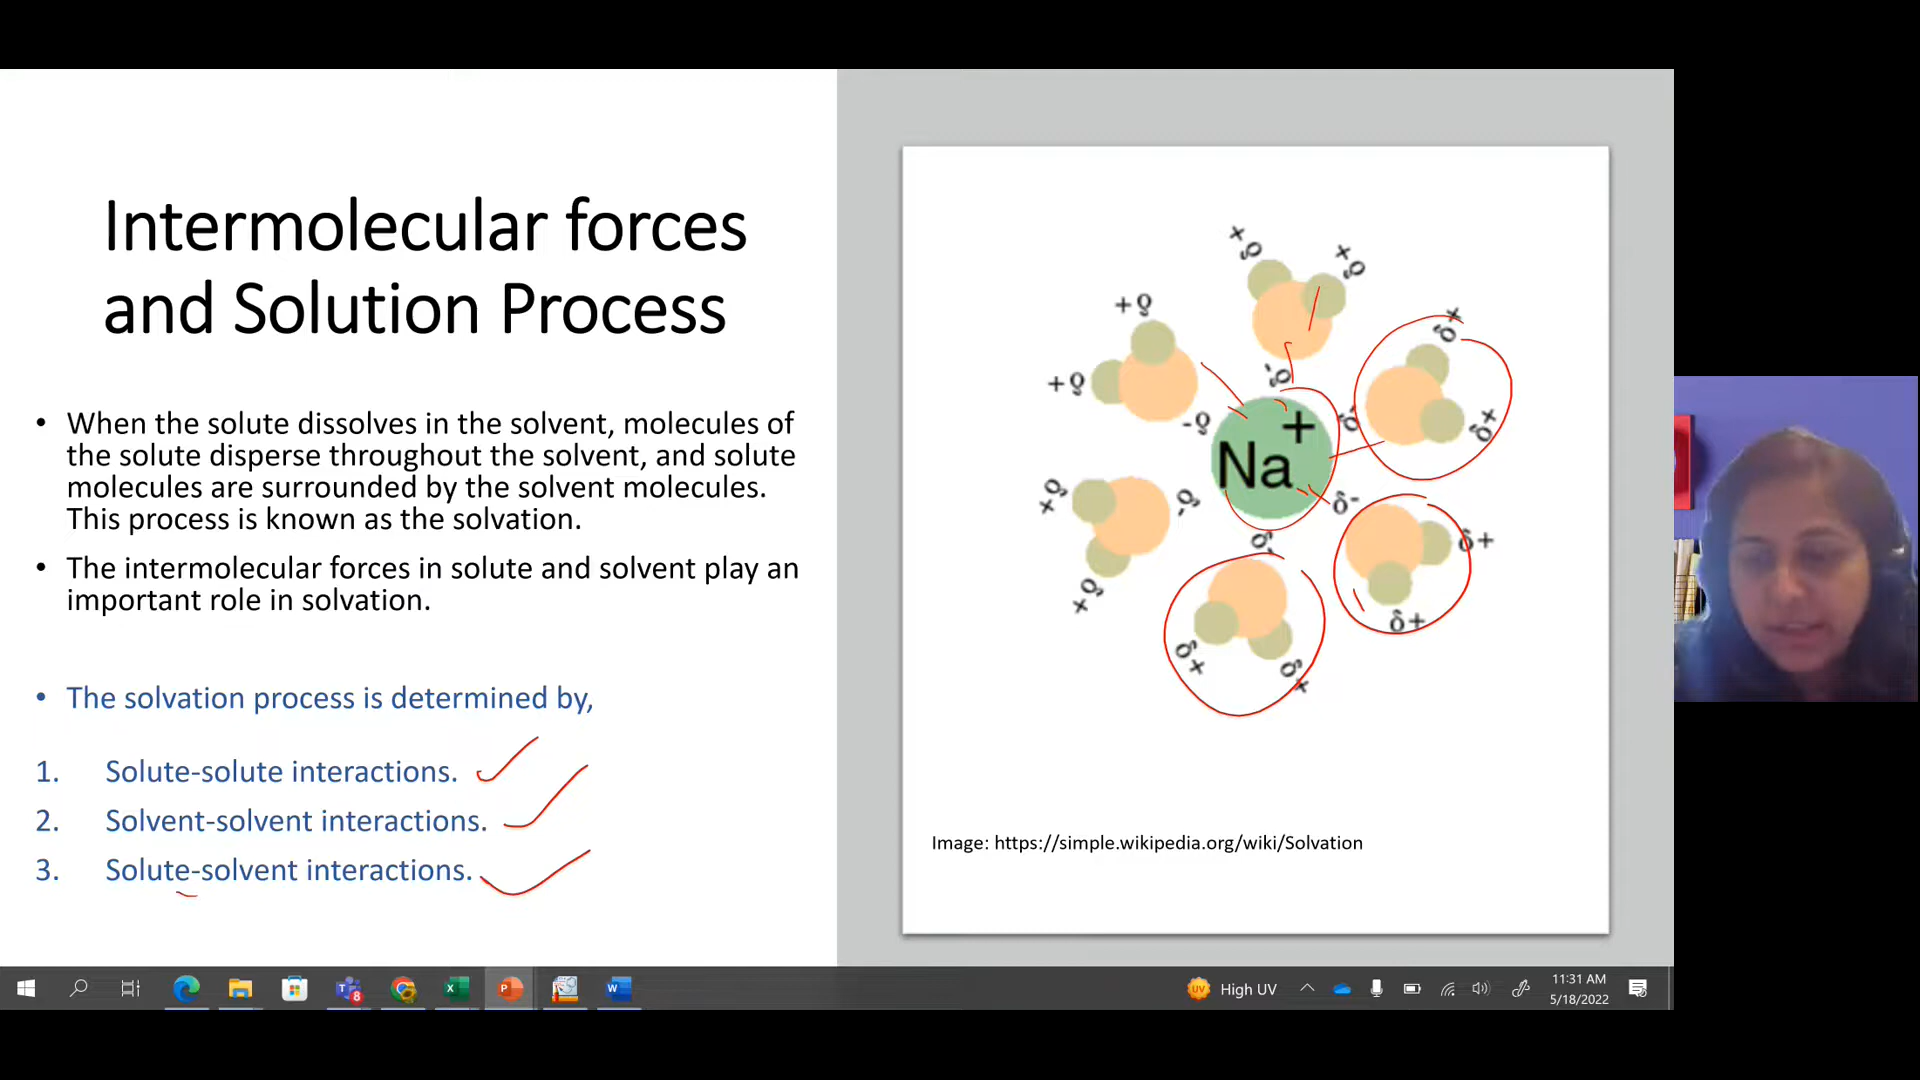 Intermolecular forces
and Solution Process
• When the solute dissolves in the solvent, molecules of
the solute disperse throughout the solvent, and solute
molecules are surrounded by the solvent molecules.
This process is known as the solvation.
• The intermolecular forces in solute and solvent play an
important role in solvation.
• The solvation process is determined by,
1. Solute-solute interactions.
2. Solvent-solvent interactions.
3. Solute-solvent interactions.
δ+
δ+
δ+
δ+
δ+
δ-
δ-
δ-
δ+
Na+
δ+
δ-
δ-
δ+
δ-
δ+
δ+
δ+
δ+
Image: https://simple.wikipedia.org/wiki/Solvation
High UV
11:31 AM
5/18/2022
8
X
P
W
UV